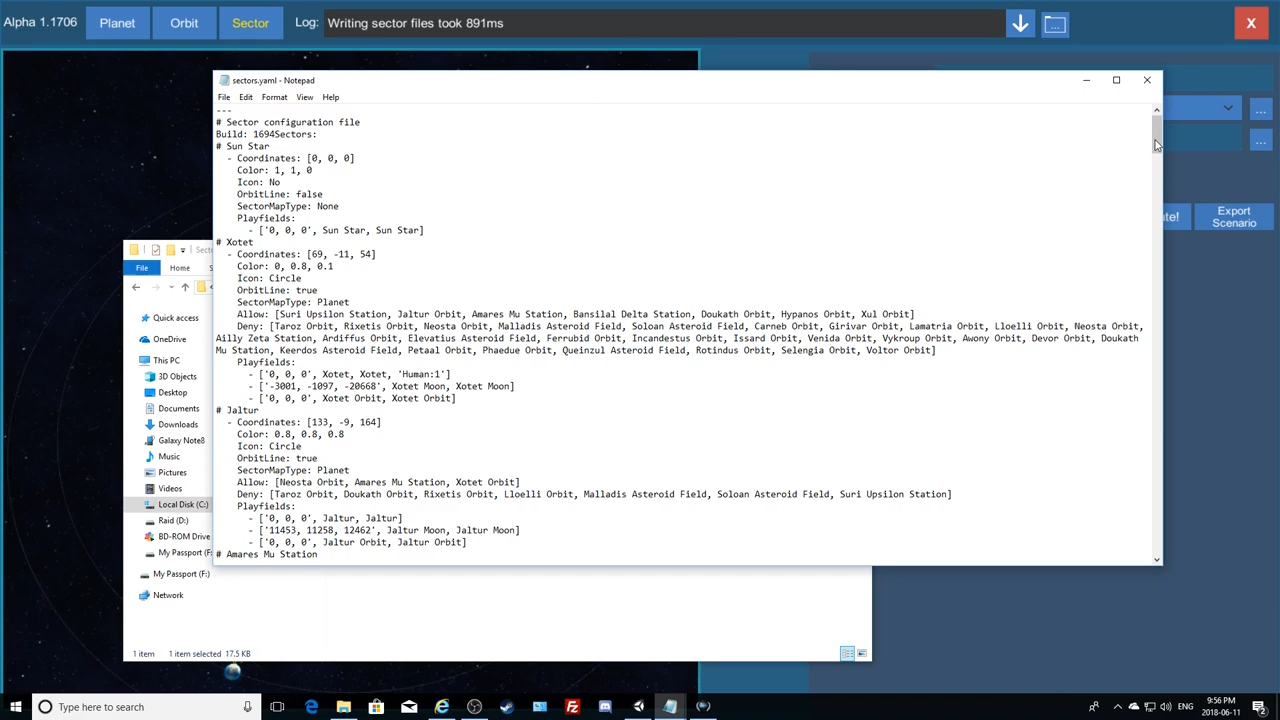 Alpha 1.1706
Planet
Orbit
Sector
Log:
Writing sector files took 891ms
...
X
sectors.yaml - Notepad
File Edit Format View Help
---
# Sector configuration file
Build: 1694Sectors:
# Sun Star
- Coordinates: [0, 0, 0]
Color: 1, 1, 0
Icon: No
OrbitLine: false
SectorMapType: None
Playfields:
- ['0, 0, 0', Sun Star, Sun Star]
# Xotet
- Coordinates: [69, -11, 54]
Color: 0, 0.8, 0.1
Icon: Circle
OrbitLine: true
SectorMapType: Planet
Allow: [Suri Upsilon Station, Jaltur Orbit, Amares Mu Station, Bansilal Delta Station, Doukath Orbit, Hypanos Orbit, Xul Orbit]
Deny: [Taroz Orbit, Rixetis Orbit, Neosta Orbit, Malladis Asteroid Field, Soloan Asteroid Field, Carneb Orbit, Girivar Orbit, Lamatria Orbit, Lloelli Orbit, Neosta Orbit,
Ailly Zeta Station, Ardiffus Orbit, Elevatius Asteroid Field, Ferrubid Orbit, Incandestus Orbit, Issard Orbit, Venida Orbit, Vykroup Orbit, Awony Orbit, Devor Orbit, Doukath
Mu Station, Keerdos Asteroid Field, Petaal Orbit, Phaedue Orbit, Queinzul Asteroid Field, Rotindus Orbit, Selengia Orbit, Voltor Orbit]
Playfields:
- ['0, 0, 0', Xotet, Xotet, 'Human:1']
- ['-3001, -1097, -20668', Xotet Moon, Xotet Moon]
- ['0, 0, 0', Xotet Orbit, Xotet Orbit]
# Jaltur
- Coordinates: [133, -9, 164]
Color: 0.8, 0.8, 0.8
Icon: Circle
OrbitLine: true
SectorMapType: Planet
Allow: [Neosta Orbit, Amares Mu Station, Xotet Orbit]
Deny: [Taroz Orbit, Doukath Orbit, Rixetis Orbit, Lloelli Orbit, Malladis Asteroid Field, Soloan Asteroid Field, Suri Upsilon Station]
Playfields:
- ['0, 0, 0', Jaltur, Jaltur]
- ['11453, 11258, 12462', Jaltur Moon, Jaltur Moon]
- ['0, 0, 0', Jaltur Orbit, Jaltur Orbit]
# Amares Mu Station
...
...
te!
Export
Scenario
File
Home
Quick access
OneDrive
This PC
3D Objects
Desktop
Documents
Downloads
Galaxy Note8
Music
Pictures
Videos
Local Disk (C:)
Raid (D:)
BD-ROM Drive
My Passport (F:
My Passport (F:)
Network
1 item
1 item selected 17.5 KB
Type here to search
ENG
9:56 PM
2018-06-11
2